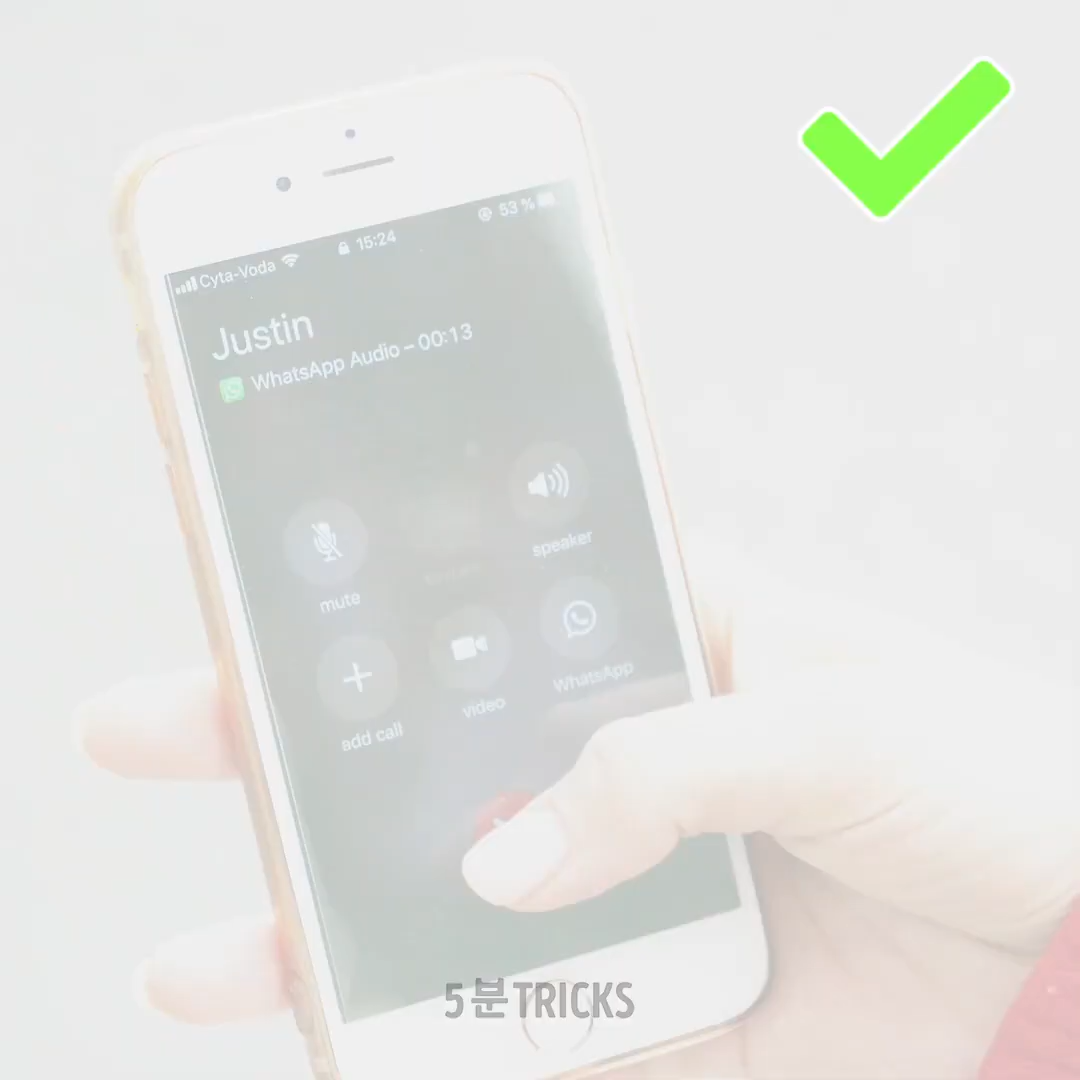 Cyta-Voda 15:24 53 %
Justin
WhatsApp Audio – 00:13
mute
speaker
add call
video
WhatsApp
5분TRICKS